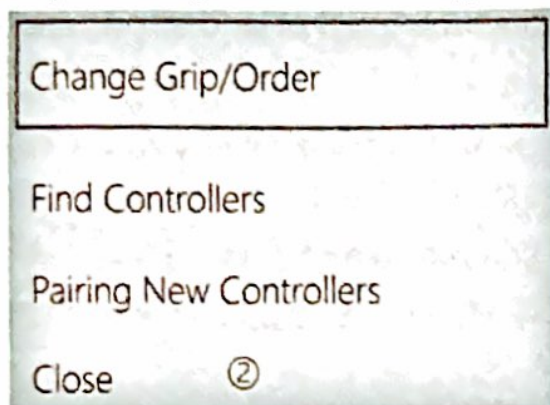 Change Grip/Order
Find Controllers
Pairing New Controllers
Close ②